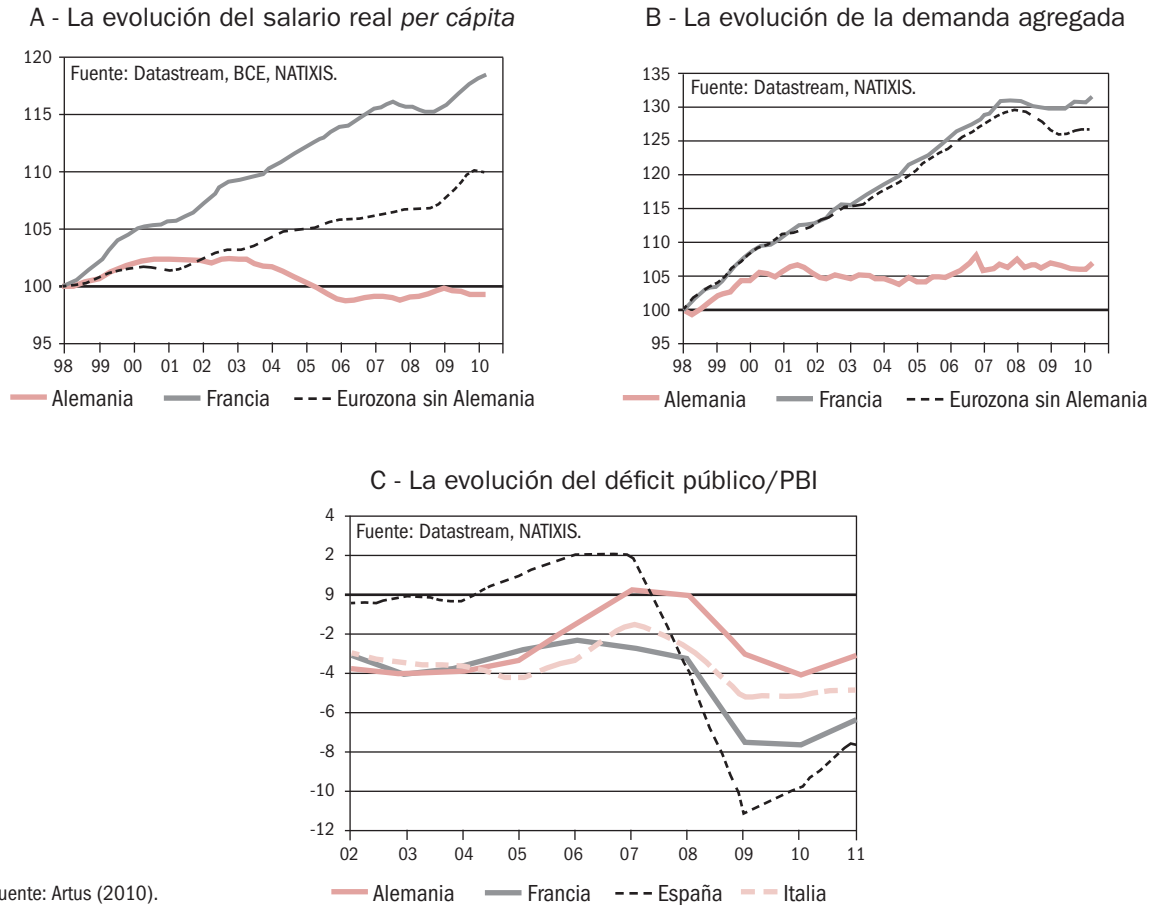 A - La evolución del salario real per cápita
120
115
110
105
100
95
Fuente: Datastream, BCE, NATIXIS.
98 99 00 01 02 03 04 05 06 07 08 09 10
Alemania Francia Eurozona sin Alemania
B - La evolución de la demanda agregada
135
130
125
120
115
110
105
100
95
Fuente: Datastream, NATIXIS.
98 99 00 01 02 03 04 05 06 07 08 09 10
Alemania Francia Eurozona sin Alemania
C - La evolución del déficit público/PBI
4
2
9
-2
-4
-6
-8
-10
-12
Fuente: Datastream, NATIXIS.
02 03 04 05 06 07 08 09 10 11
Alemania Francia España Italia
uente: Artus (2010).